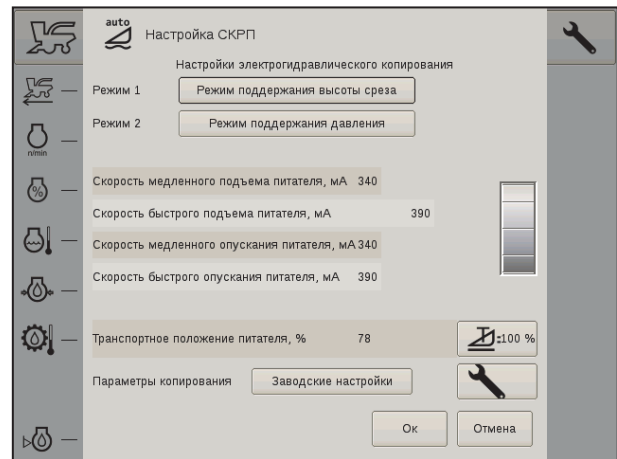 auto
Настройка СКРП
Настройки электрогидравлического копирования
Режим 1 Режим поддержания высоты среза
Режим 2 Режим поддержания давления
n/min
%
Скорость медленного подъема питателя, мА 340
Скорость быстрого подъема питателя, мА 390
Скорость медленного опускания питателя, мА 340
Скорость быстрого опускания питателя, мА 390
Транспортное положение питателя, % 78 :100 %
Параметры копирования Заводские настройки
Ок Отмена